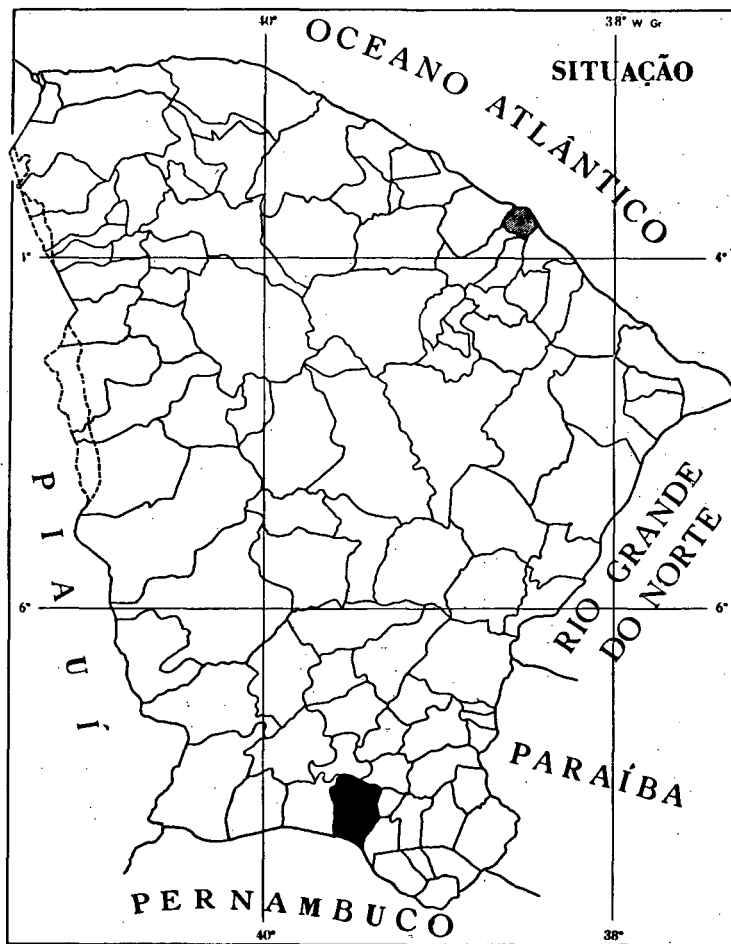 40°
38° W Gr
OCEANO ATLÂNTICO
SITUAÇÃO
4°
4°
PIAUÍ
RIO GRANDE
DO NORTE
6°
6°
PARAÍBA
PERNAMBUCO
40°
38°